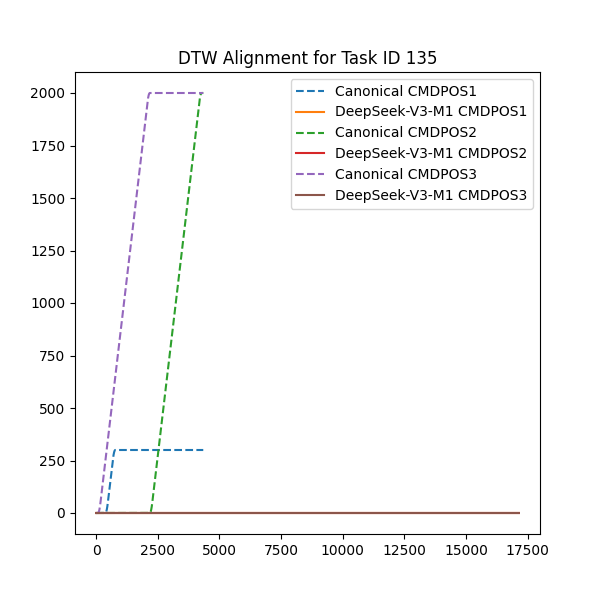 DTW Alignment for Task ID 135
Canonical CMDPOS1
DeepSeek-V3-M1 CMDPOS1
Canonical CMDPOS2
DeepSeek-V3-M1 CMDPOS2
Canonical CMDPOS3
DeepSeek-V3-M1 CMDPOS3
2000
1750
1500
1250
1000
750
500
250
0
0 2500 5000 7500 10000 12500 15000 17500